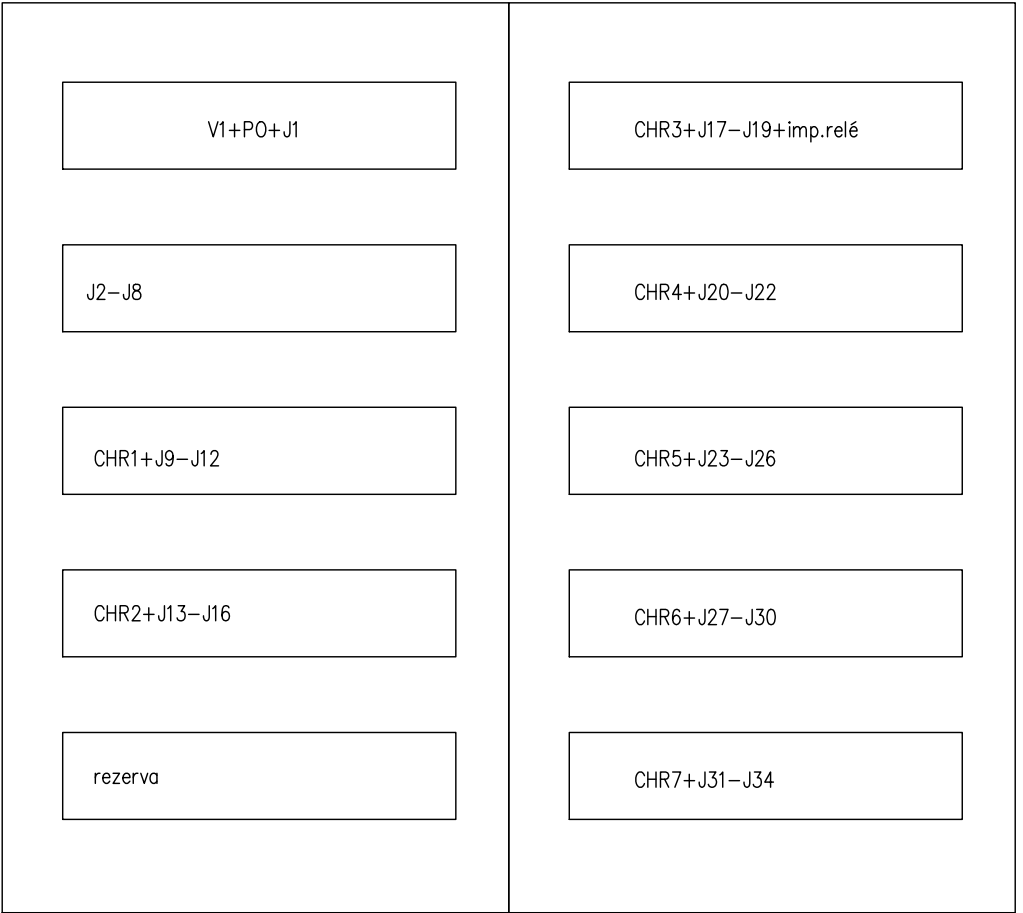 V1+PO+J1
J2-J8
CHR1+J9-J12
CHR2+J13-J16
rezerva
CHR3+J17-J19+imp.relé
CHR4+J20-J22
CHR5+J23-J26
CHR6+J27-J30
CHR7+J31-J34